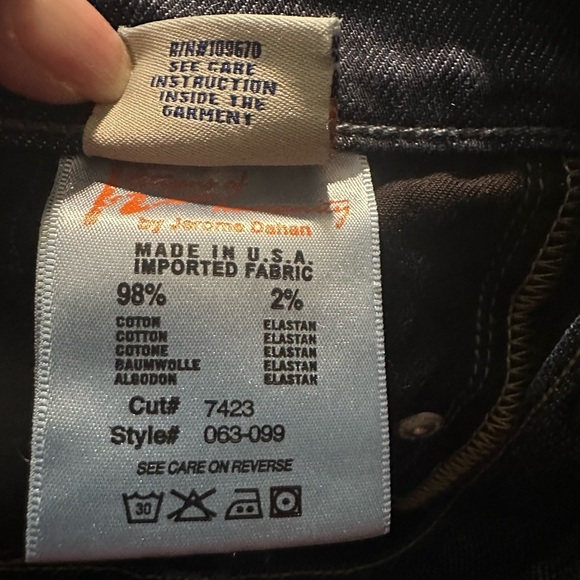 R/N#109670
SEE CARE
INSTRUCTION
INSIDE THE
GARMENT
by Jerome Dahan
MADE IN U.S.A.
IMPORTED FABRIC
98% 2%
COTON ELASTAN
COTTON ELASTAN
COTONE ELASTAN
BAUMWOLLE ELASTAN
ALGODON ELASTAN
Cut# 7423
Style# 063-099
SEE CARE ON REVERSE
30